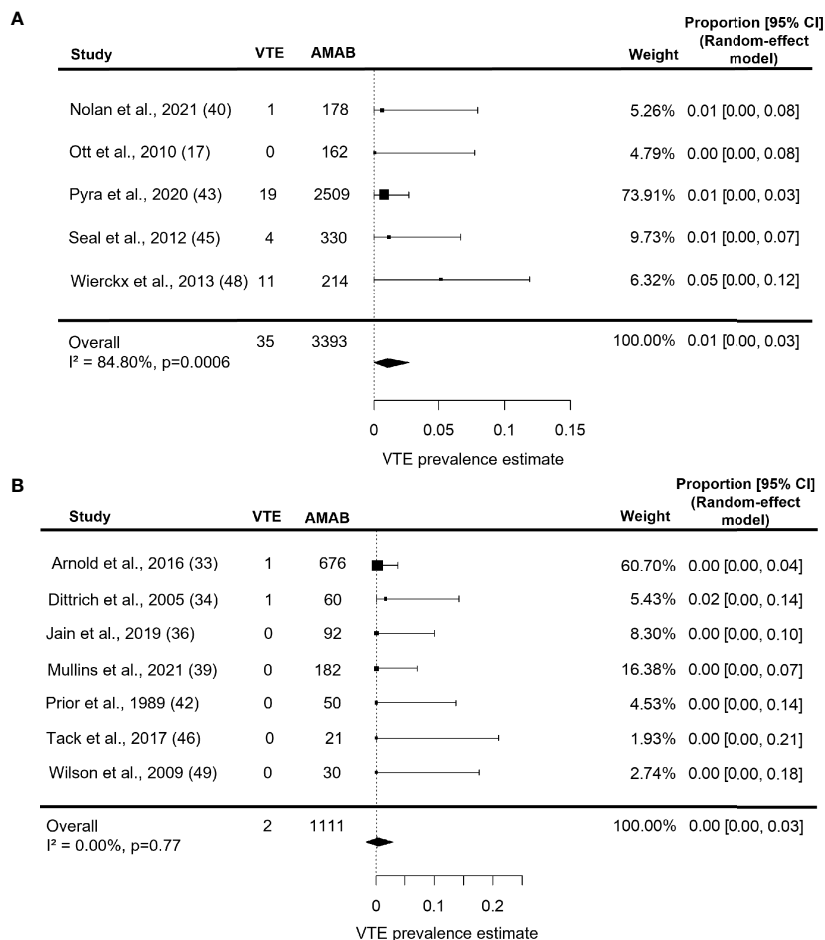 A
Proportion [95% CI]
(Random-effect
model)
Study VTE AMAB Weight
Nolan et al., 2021 (40) 1 178 5.26% 0.01 [0.00, 0.08]
Ott et al., 2010 (17) 0 162 4.79% 0.00 [0.00, 0.08]
Pyra et al., 2020 (43) 19 2509 73.91% 0.01 [0.00, 0.03]
Seal et al., 2012 (45) 4 330 9.73% 0.01 [0.00, 0.07]
Wierckx et al., 2013 (48) 11 214 6.32% 0.05 [0.00, 0.12]
Overall 35 3393 100.00% 0.01 [0.00, 0.03]
I² = 84.80%, p=0.0006
0 0.05 0.1 0.15
VTE prevalence estimate
B
Proportion [95% CI]
(Random-effect
model)
Study VTE AMAB Weight
Arnold et al., 2016 (33) 1 676 60.70% 0.00 [0.00, 0.04]
Dittrich et al., 2005 (34) 1 60 5.43% 0.02 [0.00, 0.14]
Jain et al., 2019 (36) 0 92 8.30% 0.00 [0.00, 0.10]
Mullins et al., 2021 (39) 0 182 16.38% 0.00 [0.00, 0.07]
Prior et al., 1989 (42) 0 50 4.53% 0.00 [0.00, 0.14]
Tack et al., 2017 (46) 0 21 1.93% 0.00 [0.00, 0.21]
Wilson et al., 2009 (49) 0 30 2.74% 0.00 [0.00, 0.18]
Overall 2 1111 100.00% 0.00 [0.00, 0.03]
I² = 0.00%, p=0.77
0 0.1 0.2
VTE prevalence estimate